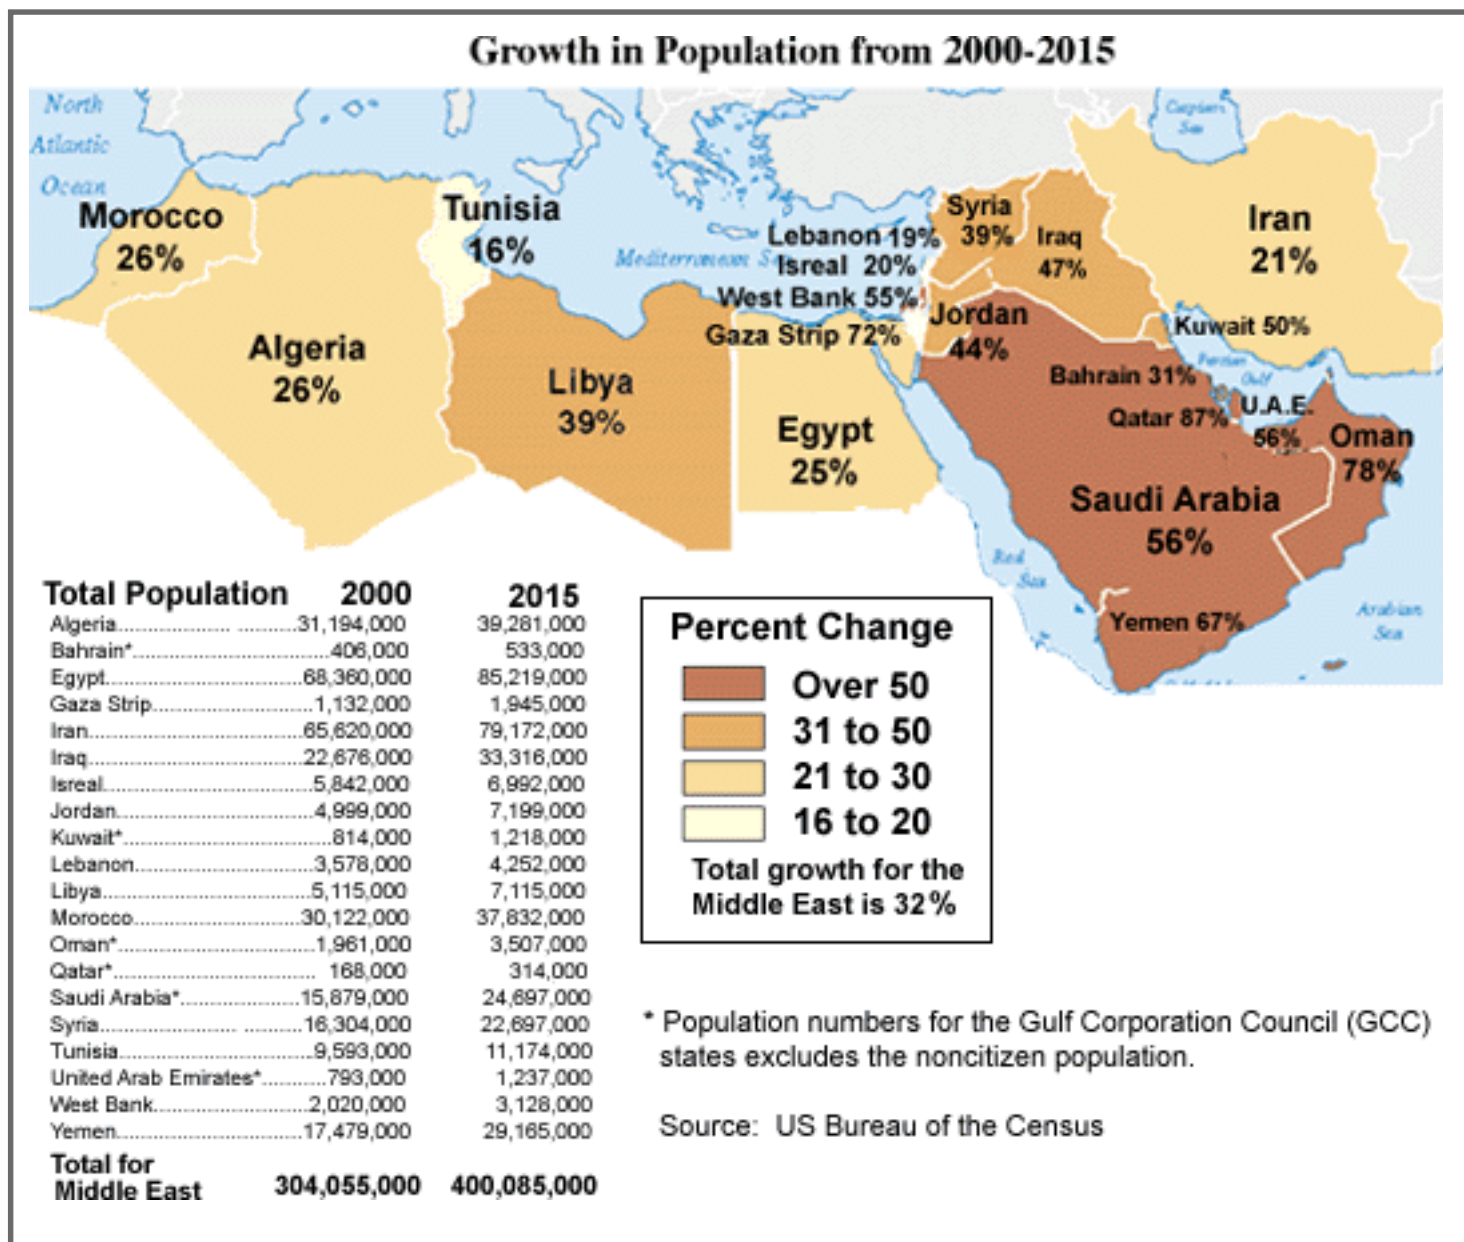 Growth in Population from 2000-2015
North
Atlantic
Ocean
Caspian
Sea
Morocco
26%
Tunisia
16%
Mediterranean Sea
Lebanon 19%
Isreal 20%
West Bank 55%
Gaza Strip 72%
Syria
39%
Iraq
47%
Iran
21%
Jordan
44%
Kuwait 50%
Persian
Gulf
Bahrain 31%
Qatar 87%
U.A.E.
56%
Oman
78%
Algeria
26%
Libya
39%
Egypt
25%
Saudi Arabia
56%
Red
Sea
Yemen 67%
Arabian
Sea
Total Population 2000 2015
Algeria..................... ...........31,194,000 39,281,000
Bahrain*.....................................406,000 533,000
Egypt.....................................68,360,000 85,219,000
Gaza Strip..............................1,132,000 1,945,000
Iran........................................65,620,000 79,172,000
Iraq........................................22,676,000 33,316,000
Isreal.......................................5,842,000 6,992,000
Jordan.....................................4,999,000 7,199,000
Kuwait*.......................................814,000 1,218,000
Lebanon..................................3,578,000 4,252,000
Libya.......................................5,115,000 7,115,000
Morocco................................30,122,000 37,832,000
Oman*.....................................1,961,000 3,507,000
Qatar*...................................... 168,000 314,000
Saudi Arabia*.......................15,879,000 24,697,000
Syria........................ ...........16,304,000 22,697,000
Tunisia.....................................9,593,000 11,174,000
United Arab Emirates*............793,000 1,237,000
West Bank..............................2,020,000 3,128,000
Yemen...................................17,479,000 29,165,000
Total for
Middle East 304,055,000 400,085,000
Percent Change
Over 50
31 to 50
21 to 30
16 to 20
Total growth for the
Middle East is 32%
* Population numbers for the Gulf Corporation Council (GCC)
states excludes the noncitizen population.
Source: US Bureau of the Census